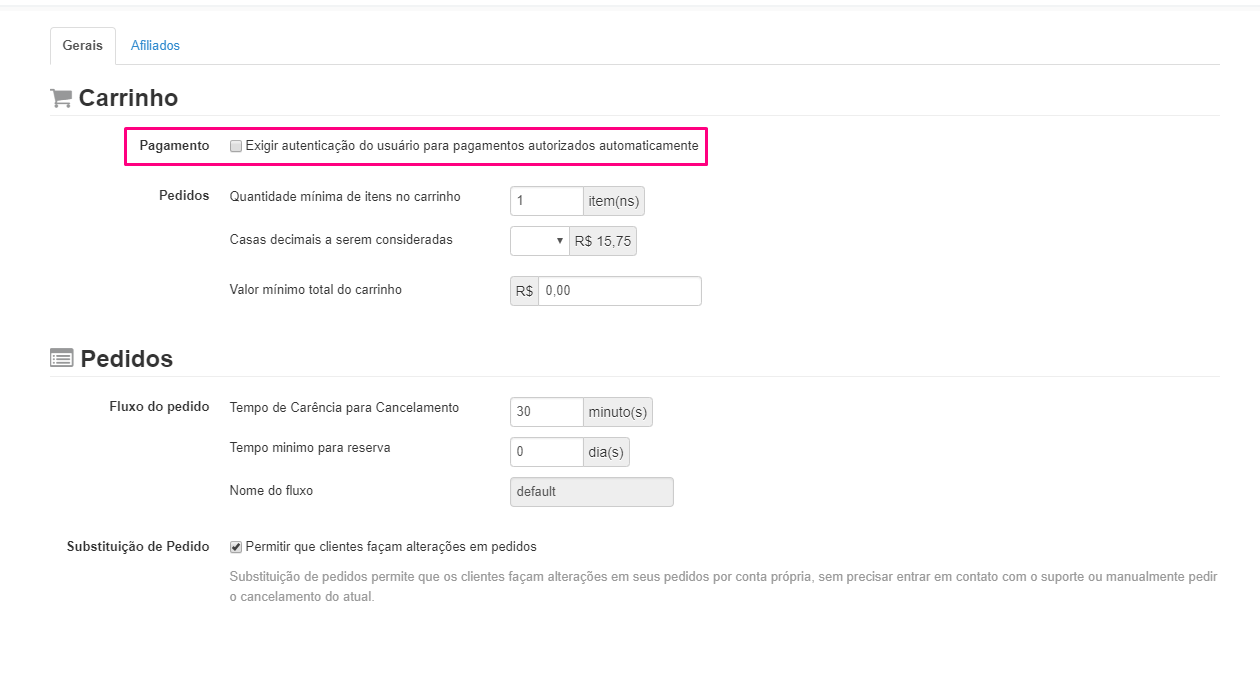 Gerais Afiliados
Carrinho
Pagamento Exigir autenticação do usuário para pagamentos autorizados automaticamente
Pedidos Quantidade mínima de itens no carrinho 1 item(ns)
Casas decimais a serem consideradas R$ 15,75
Valor mínimo total do carrinho R$ 0,00
Pedidos
Fluxo do pedido Tempo de Carência para Cancelamento 30 minuto(s)
Tempo minimo para reserva 0 dia(s)
Nome do fluxo default
Substituição de Pedido Permitir que clientes façam alterações em pedidos
Substituição de pedidos permite que os clientes façam alterações em seus pedidos por conta própria, sem precisar entrar em contato com o suporte ou manualmente pedir
o cancelamento do atual.